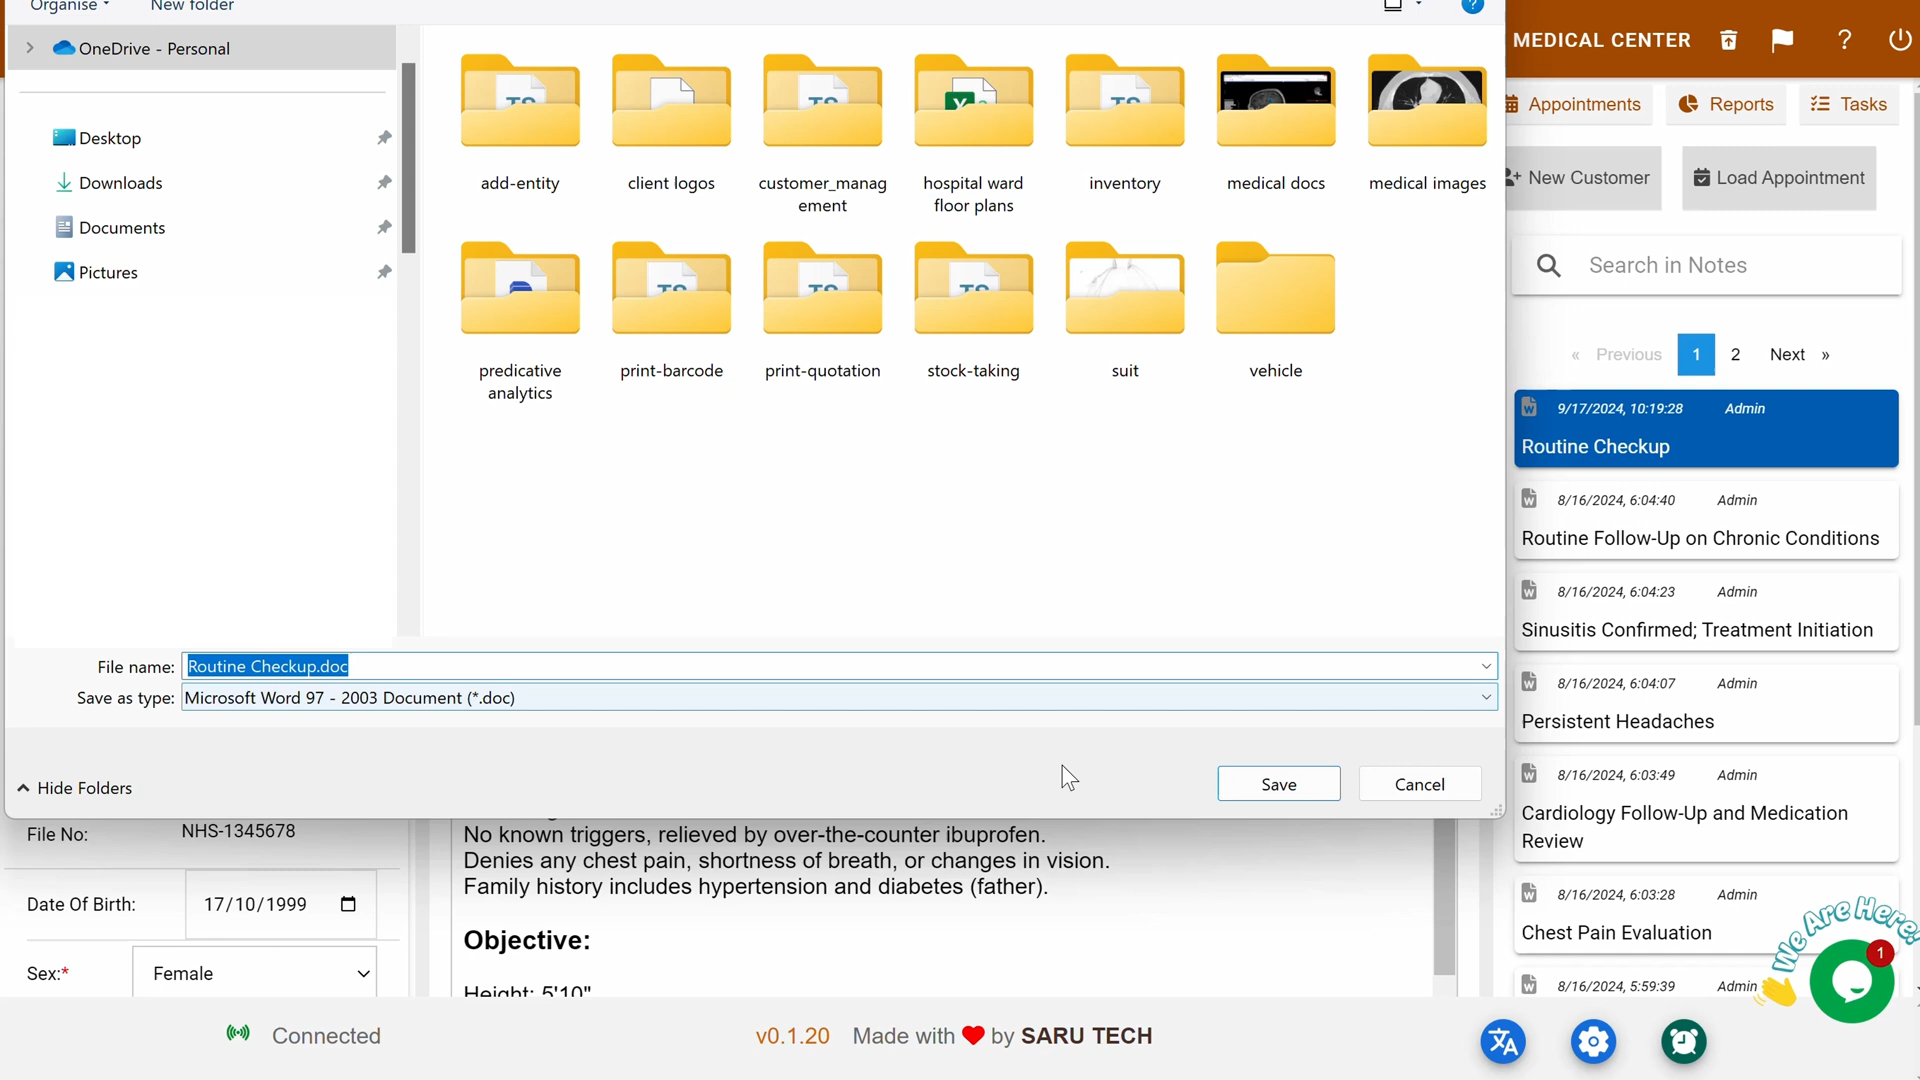 Organise
New folder
?
MEDICAL CENTER
?
OneDrive - Personal
Desktop
Downloads
Documents
Pictures
TS
TS
X
a
TS
add-entity
client logos
customer_manag
ement
hospital ward
floor plans
inventory
medical docs
medical images
TS
TS
TS
predicative
analytics
print-barcode
print-quotation
stock-taking
suit
vehicle
File name: Routine Checkup.doc
Save as type: Microsoft Word 97 - 2003 Document (*.doc)
Hide Folders
Save
Cancel
Appointments
Reports
Tasks
New Customer
Load Appointment
Search in Notes
« Previous 1 2 Next »
9/17/2024, 10:19:28 Admin
Routine Checkup
8/16/2024, 6:04:40 Admin
Routine Follow-Up on Chronic Conditions
8/16/2024, 6:04:23 Admin
Sinusitis Confirmed; Treatment Initiation
8/16/2024, 6:04:07 Admin
Persistent Headaches
8/16/2024, 6:03:49 Admin
Cardiology Follow-Up and Medication
Review
8/16/2024, 6:03:28 Admin
Chest Pain Evaluation
8/16/2024, 5:59:39 Admin
We Are Here!
1
File No: NHS-1345678
Date Of Birth: 17/10/1999
Sex:* Female
No known triggers, relieved by over-the-counter ibuprofen.
Denies any chest pain, shortness of breath, or changes in vision.
Family history includes hypertension and diabetes (father).
Objective:
Height: 5'10"
Connected
v0.1.20 Made with ❤ by SARU TECH